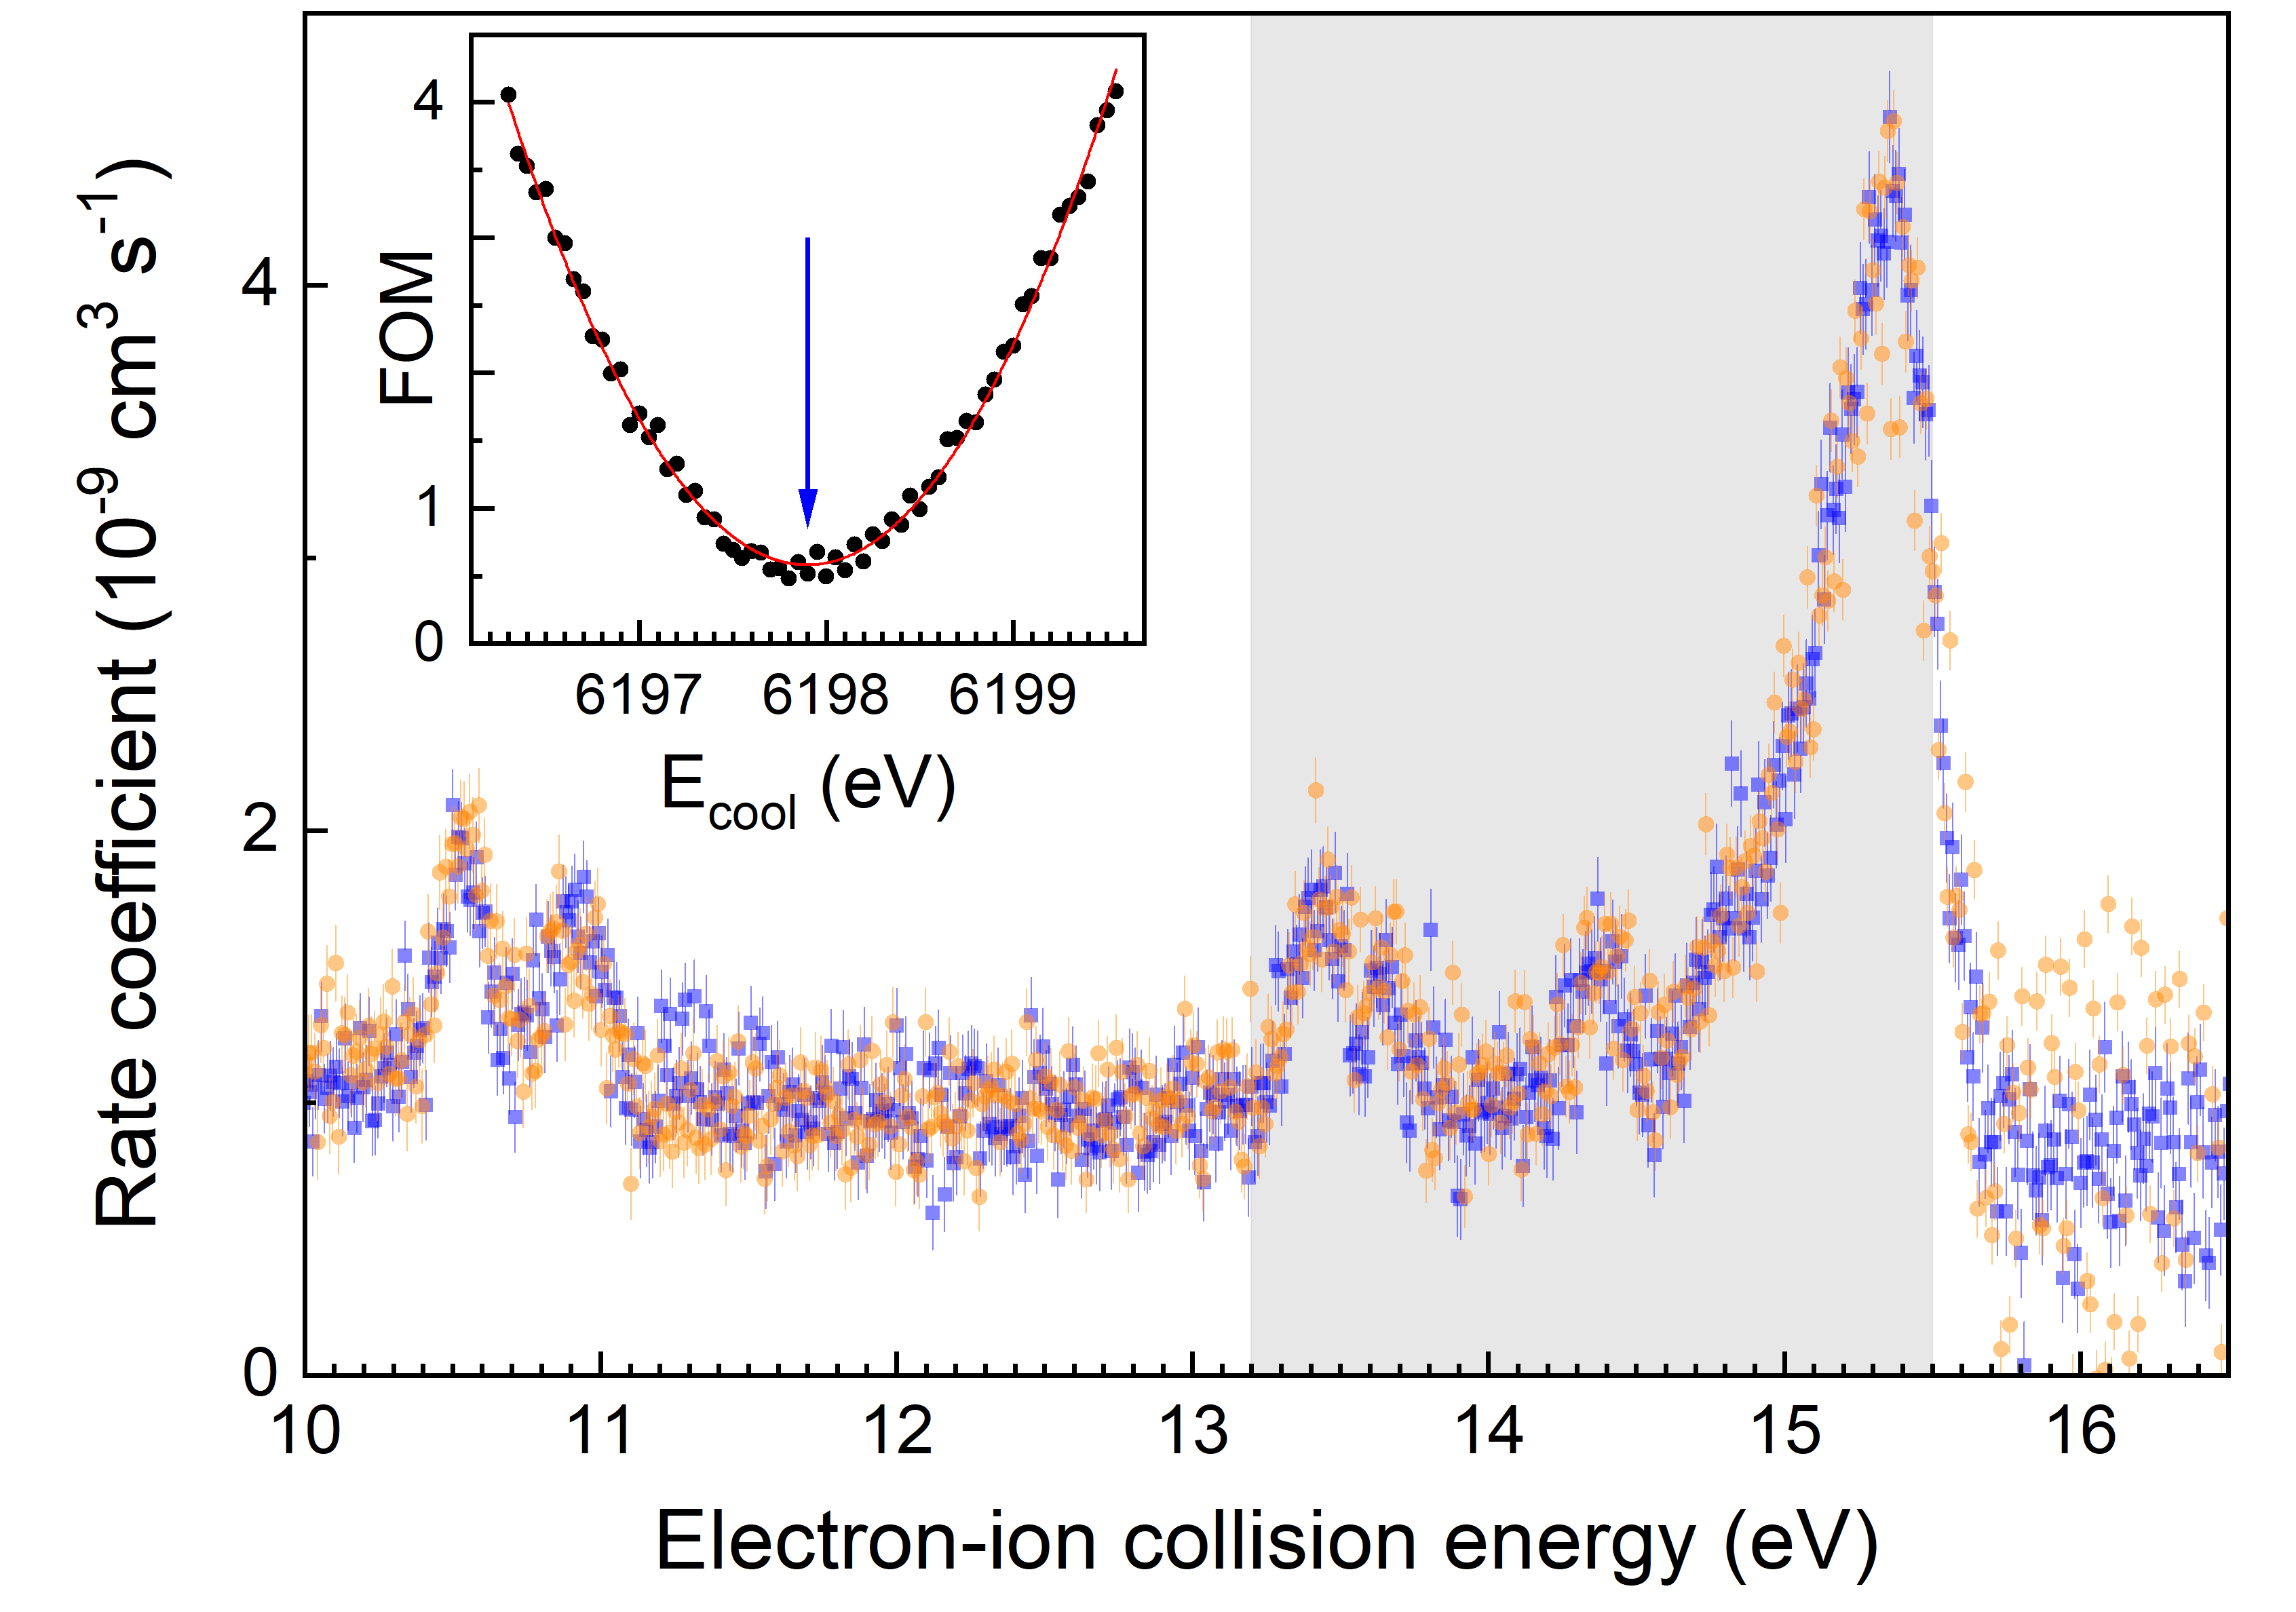 Rate coefficient (10⁻⁹ cm³ s⁻¹)
4
2
0
FOM
4
1
0
6197 6198 6199
E_cool (eV)
10 11 12 13 14 15 16
Electron-ion collision energy (eV)